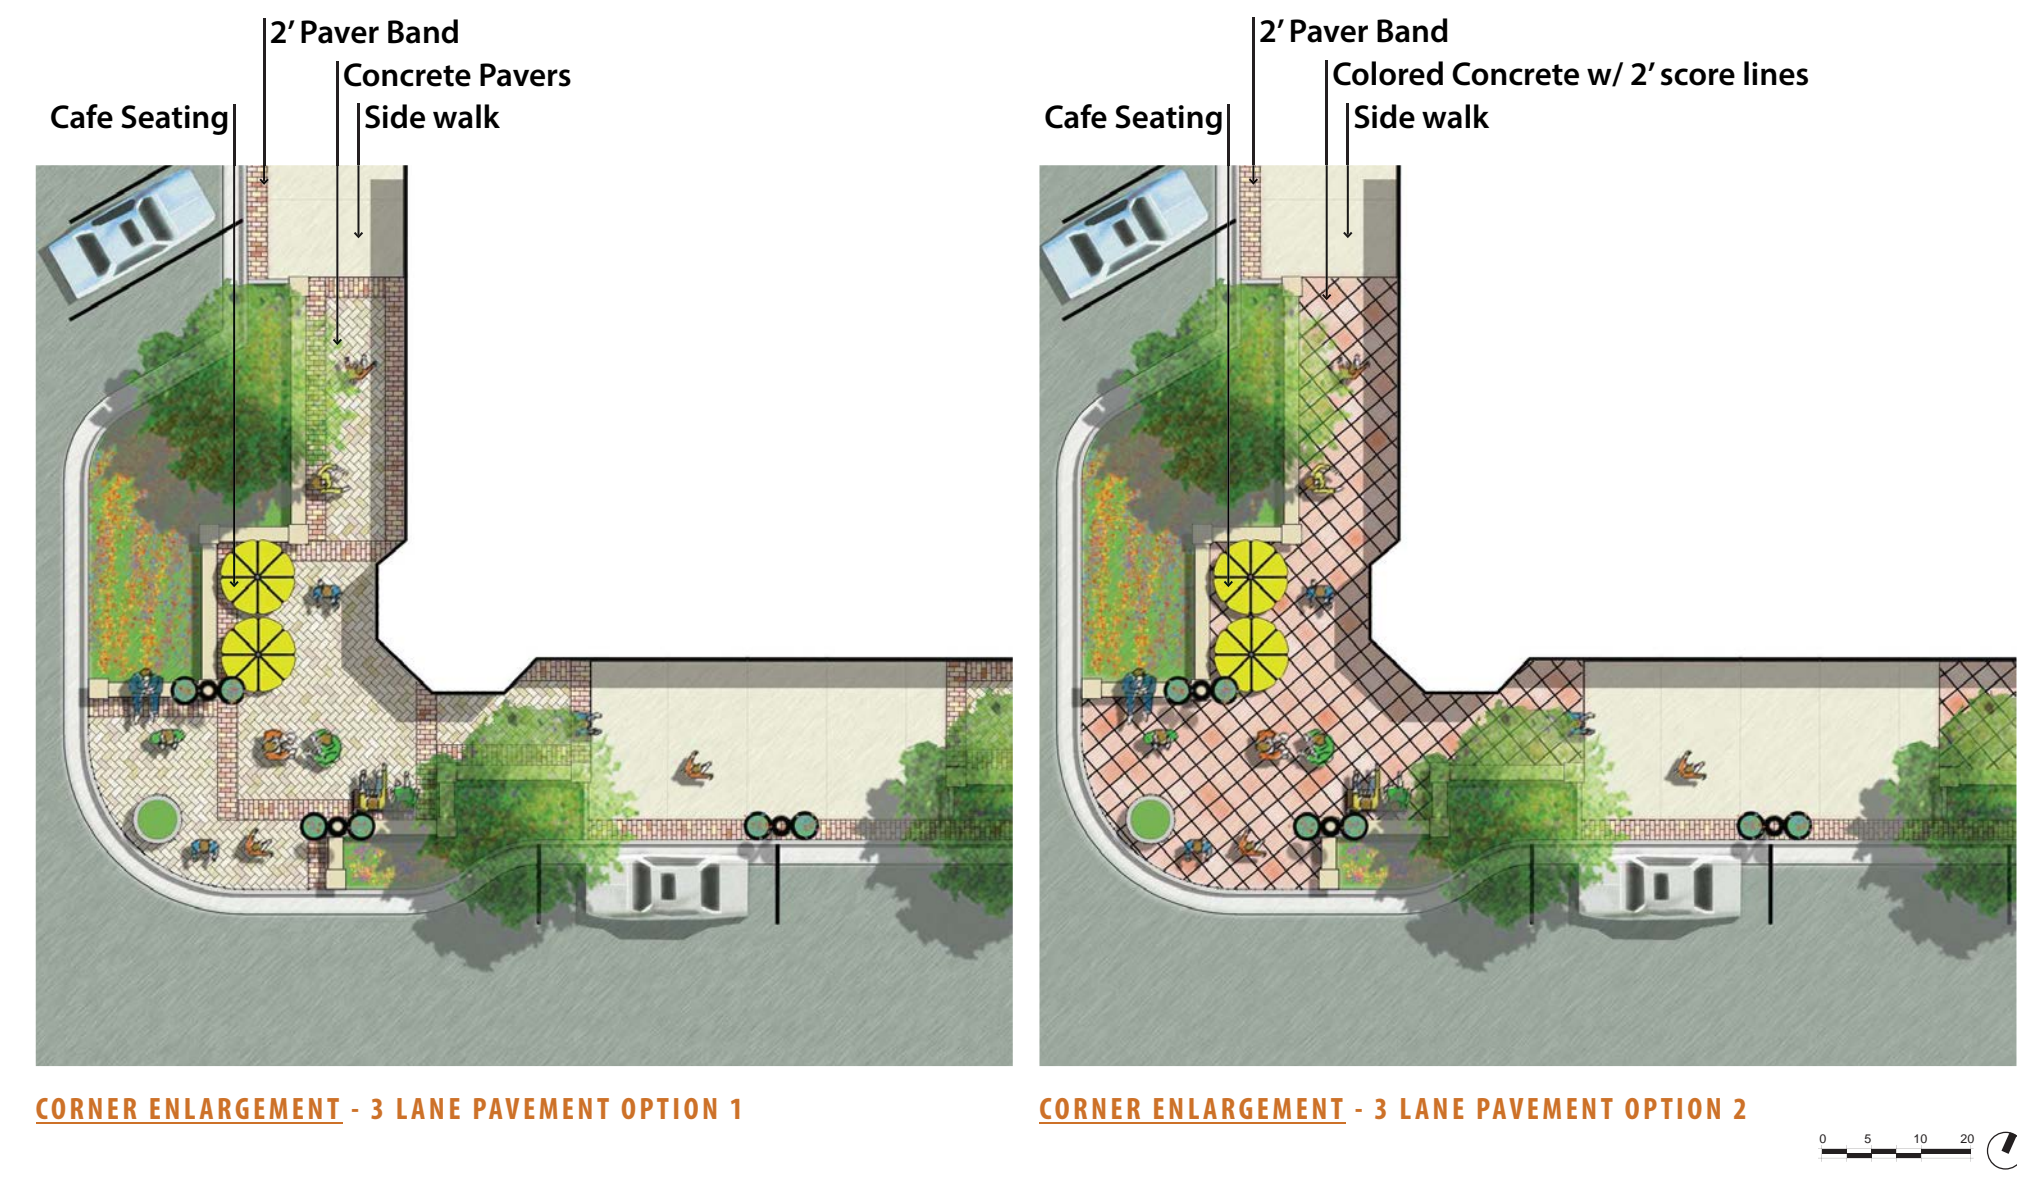 2’ Paver Band
Concrete Pavers
Cafe Seating
Side walk
2’ Paver Band
Colored Concrete w/ 2’ score lines
Cafe Seating
Side walk
CORNER ENLARGEMENT - 3 LANE PAVEMENT OPTION 1
CORNER ENLARGEMENT - 3 LANE PAVEMENT OPTION 2
0 5 10 20